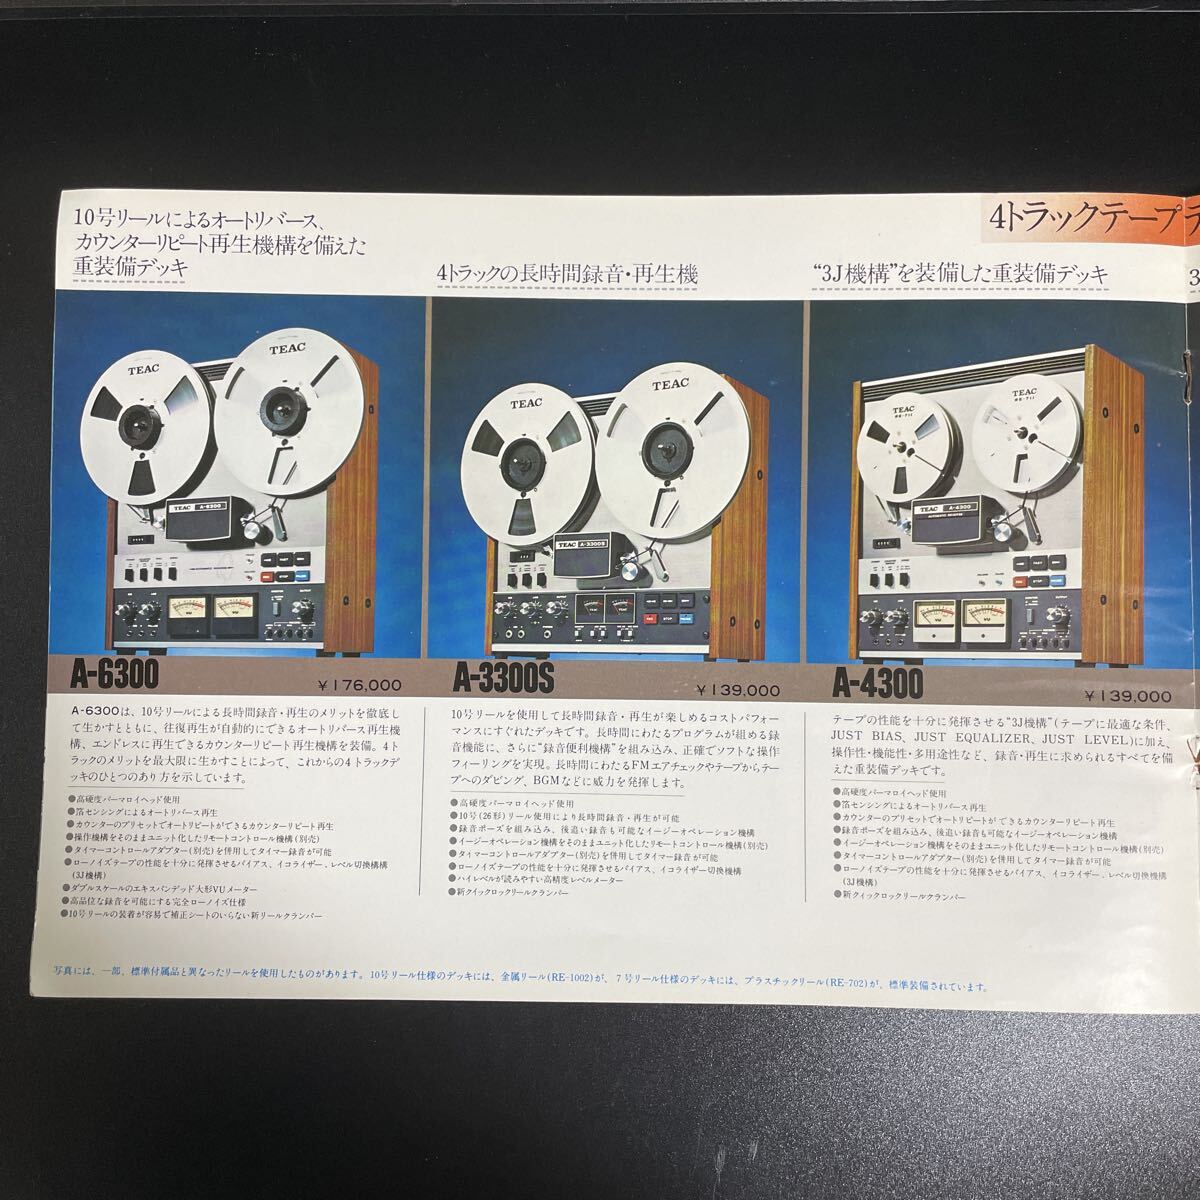 4トラックテープデ
10号リールによるオートリバース、
カウンターリピート再生機構を備えた
重装備デッキ
TEAC
TEAC
TEAC A-6300
A-6300
¥176,000
A-6300は、10号リールによる長時間録音・再生のメリットを徹底し
て生かすとともに、往復再生が自動的にできるオートリバース再生機
構、エンドレスに再生できるカウンターリピート再生機構を装備。4ト
ラックのメリットを最大限に生かすことによって、これからの4トラックデ
ッキのひとつのあり方を示しています。
●高硬度パーマロイヘッド使用
●箔センシングによるオートリバース再生
●カウンターのプリセットでオートリピートができるカウンターリピート再生
●操作機構をそのままユニット化したリモートコントロール機構(別売)
●タイマーコントロールアダプター(別売)を併用してタイマー録音が可能
●ローノイズテープの性能を十分に発揮させるバイアス、イコライザー、レベル切換機構
(3J機構)
●ダブルスケールのエキスパンデッド大形VUメーター
●高品位な録音を可能にする完全ローノイズ仕様
●10号リールの装着が容易で補正シートのいらない新リールクランパー
4トラックの長時間録音・再生機
TEAC
TEAC
TEAC A-3300S
A-3300S
¥139,000
10号リールを使用して長時間録音・再生が楽しめるコストパフォー
マンスにすぐれたデッキです。長時間にわたるプログラムが組める録
音機能に、さらに“録音便利機構”を組み込み、正確でソフトな操作
フィーリングを実現。長時間にわたるFMエアチェックやテープからテー
プへのダビング、BGMなどに威力を発揮します。
●高硬度パーマロイヘッド使用
●10号(26形)リール使用により長時間録音・再生が可能
●録音ポーズを組み込み、後追い録音も可能なイージーオペレーション機構
●イージーオペレーション機構をそのままユニット化したリモートコントロール機構(別売)
●タイマーコントロールアダプター(別売)を併用してタイマー録音が可能
●ローノイズテープの性能を十分に発揮させるバイアス、イコライザー切換機構
●ハイレベルが読みやすい高精度レベルメーター
●新クイックロックリールクランパー
“3J機構”を装備した重装備デッキ
TEAC
TEAC
TEAC A-4300
A-4300
¥139,000
テープの性能を十分に発揮させる“3J機構”(テープに最適な条件、
JUST BIAS、JUST EQUALIZER、JUST LEVEL)に加え、
操作性・機能性・多用途性など、録音・再生に求められるすべてを備
えた重装備デッキです。
●高硬度パーマロイヘッド使用
●箔センシングによるオートリバース再生
●カウンターのプリセットでオートリピートができるカウンターリピート再生
●録音ポーズを組み込み、後追い録音も可能なイージーオペレーション機構
●イージーオペレーション機構をそのままユニット化したリモートコントロール機構(別売)
●タイマーコントロールアダプター(別売)を併用してタイマー録音が可能
●ローノイズテープの性能を十分に発揮させるバイアス、イコライザー、レベル切換機構
(3J機構)
●新クイックロックリールクランパー
3
写真には、一部、標準付属品と異なったリールを使用したものがあります。10号リール仕様のデッキには、金属リール(RE-1002)が、7号リール仕様のデッキには、プラスチックリール(RE-702)が、標準装備されています。